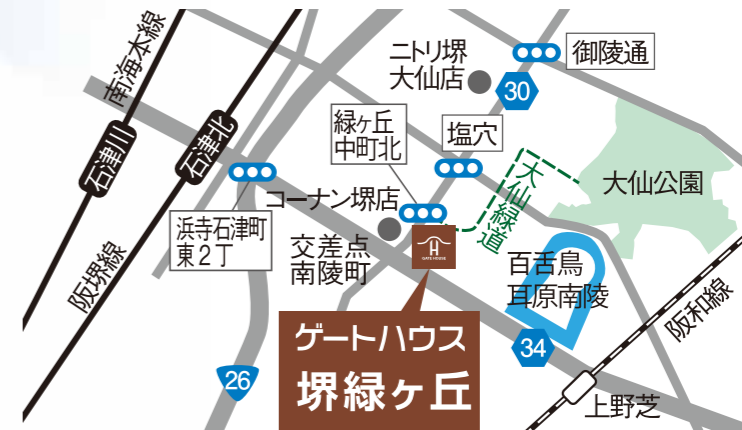 南海本線
石津川
石津北
阪堺線
ニトリ堺
大仙店
御陵通
30
緑ヶ丘
中町北
塩穴
大仙緑道
大仙公園
コーナン堺店
浜寺石津町
東2丁
交差点
南陵町
GATE HOUSE
百舌鳥
耳原南陵
阪和線
ゲートハウス
堺緑ヶ丘
34
26
上野芝